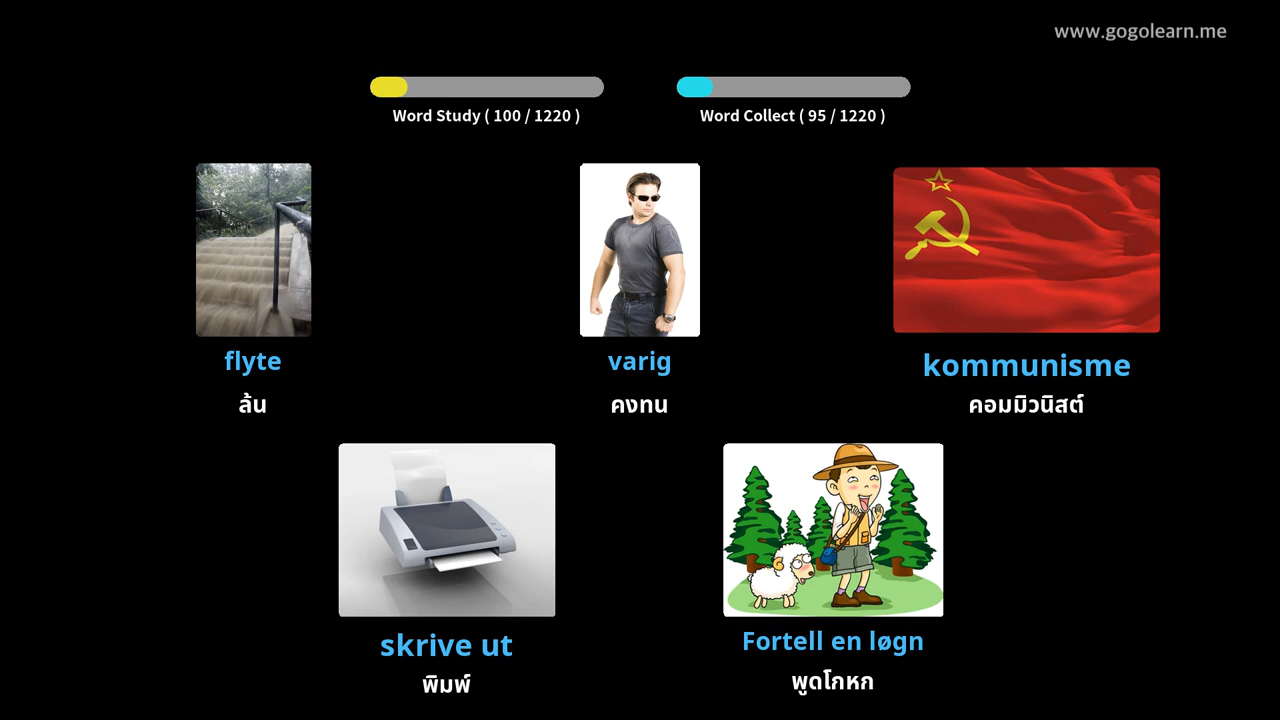 www.gogolearn.me
Word Study ( 100 / 1220 )
Word Collect ( 95 / 1220 )
flyte
ล้น
varig
คงทน
kommunisme
คอมมิวนิสต์
skrive ut
พิมพ์
Fortell en løgn
พูดโกหก